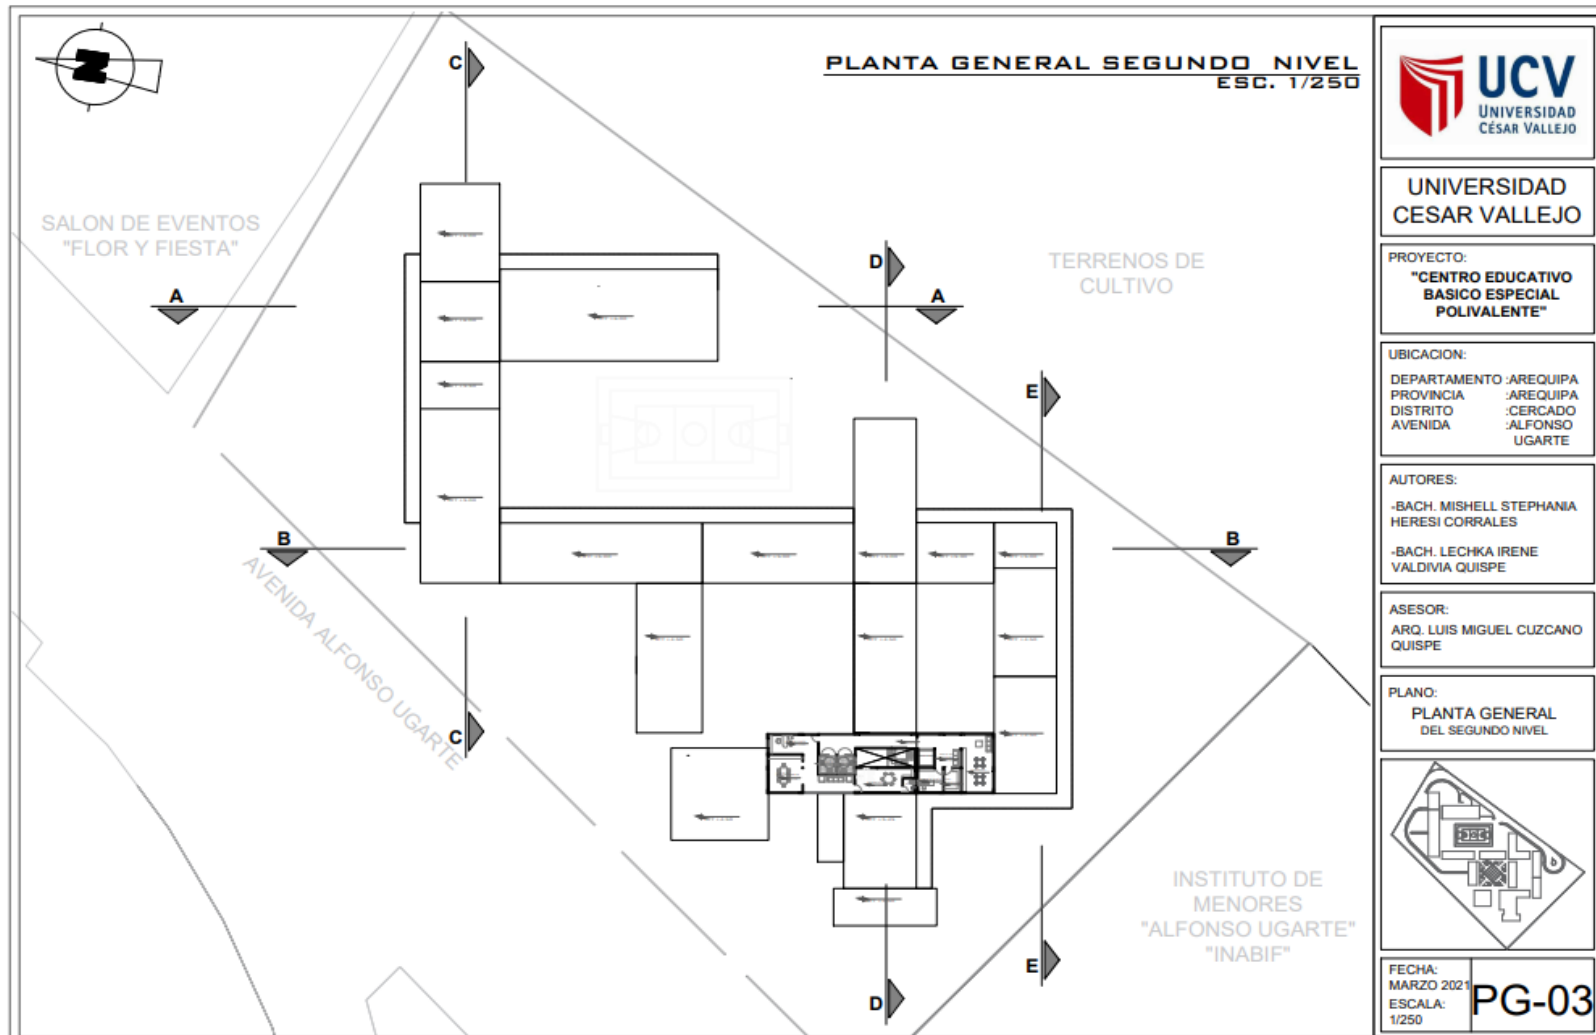 PLANTA GENERAL SEGUNDO NIVEL
ESC. 1/250
N
C
SALON DE EVENTOS
"FLOR Y FIESTA"
TERRENOS DE
CULTIVO
D
A
A
E
B
B
AVENIDA ALFONSO UGARTE
C
INSTITUTO DE
MENORES
"ALFONSO UGARTE"
"INABIF"
E
D
UCV
UNIVERSIDAD
CÉSAR VALLEJO
UNIVERSIDAD
CESAR VALLEJO
PROYECTO:
"CENTRO EDUCATIVO
BASICO ESPECIAL
POLIVALENTE"
UBICACION:
DEPARTAMENTO :AREQUIPA
PROVINCIA :AREQUIPA
DISTRITO :CERCADO
AVENIDA :ALFONSO
UGARTE
AUTORES:
-BACH. MISHELL STEPHANIA
HERESI CORRALES
-BACH. LECHKA IRENE
VALDIVIA QUISPE
ASESOR:
ARQ. LUIS MIGUEL CUZCANO
QUISPE
PLANO:
PLANTA GENERAL
DEL SEGUNDO NIVEL
FECHA:
MARZO 2021
ESCALA:
1/250
PG-03